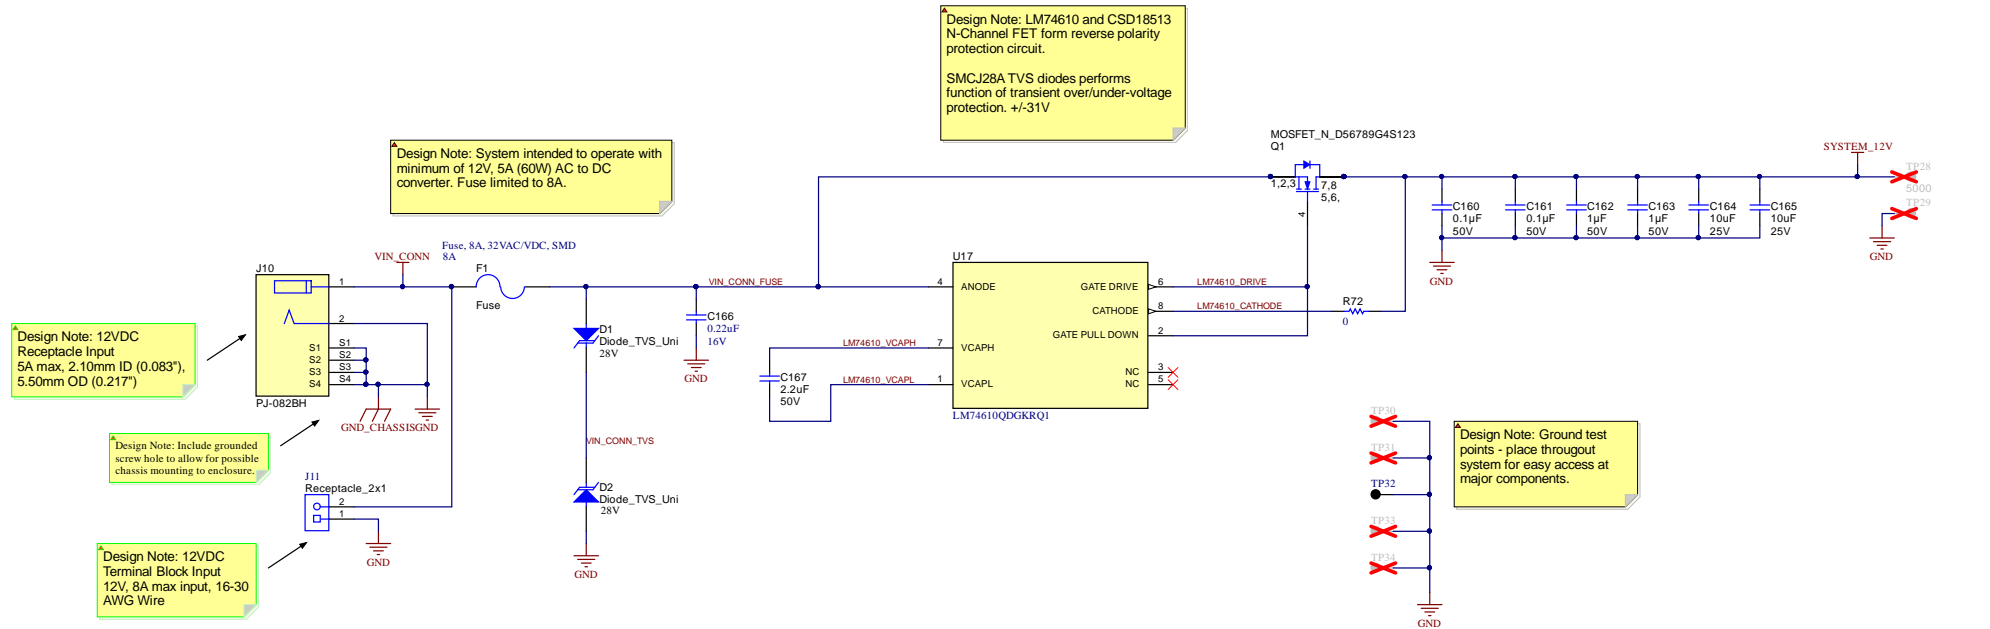 Design Note: LM74610 and CSD18513
N-Channel FET form reverse polarity
protection circuit.
SMCJ28A TVS diodes performs
function of transient over/under-voltage
protection. +/-31V
Design Note: System intended to operate with
minimum of 12V, 5A (60W) AC to DC
converter. Fuse limited to 8A.
MOSFET_N_D56789G4S123
Q1
1,2,3
7,8
5,6,
4
SYSTEM_12V
TP28
5000
TP29
GND
C160
0.1µF
50V
C161
0.1µF
50V
C162
1µF
50V
C163
1µF
50V
C164
10uF
25V
C165
10uF
25V
GND
Fuse, 8A, 32VAC/VDC, SMD
8A
F1
Fuse
VIN_CONN
J10
1
2
S1
S1
S2
S2
S3
S3
S4
S4
PJ-082BH
GND_CHASSIS
GND
Design Note: 12VDC
Receptacle Input
5A max, 2.10mm ID (0.083"),
5.50mm OD (0.217")
Design Note: Include grounded
screw hole to allow for possible
chassis mounting to enclosure.
J11
Receptacle_2x1
2
1
GND
Design Note: 12VDC
Terminal Block Input
12V, 8A max input, 16-30
AWG Wire
D1
Diode_TVS_Uni
28V
VIN_CONN_TVS
D2
Diode_TVS_Uni
28V
GND
VIN_CONN_FUSE
C166
0.22uF
16V
GND
LM74610_VCAPH
LM74610_VCAPL
C167
2.2uF
50V
U17
4
ANODE
7
VCAPH
1
VCAPL
GATE DRIVE
6
CATHODE
8
GATE PULL DOWN
2
NC
3
NC
5
LM74610QDGKRQ1
LM74610_DRIVE
LM74610_CATHODE
R72
0
TP30
TP31
TP32
TP33
TP34
GND
Design Note: Ground test
points - place througout
system for easy access at
major components.